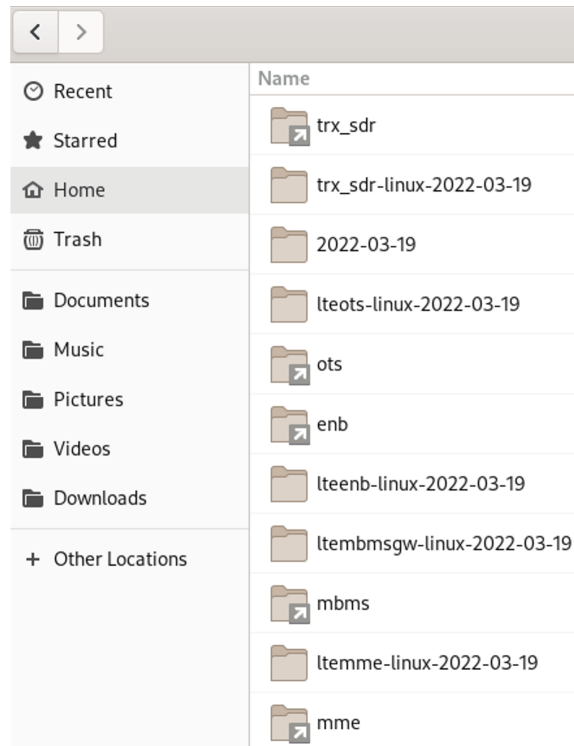 Recent
Starred
Home
Trash
Documents
Music
Pictures
Videos
Downloads
+ Other Locations
Name
trx_sdr
trx_sdr-linux-2022-03-19
2022-03-19
lteots-linux-2022-03-19
ots
enb
lteenb-linux-2022-03-19
ltembmsgw-linux-2022-03-19
mbms
ltemme-linux-2022-03-19
mme